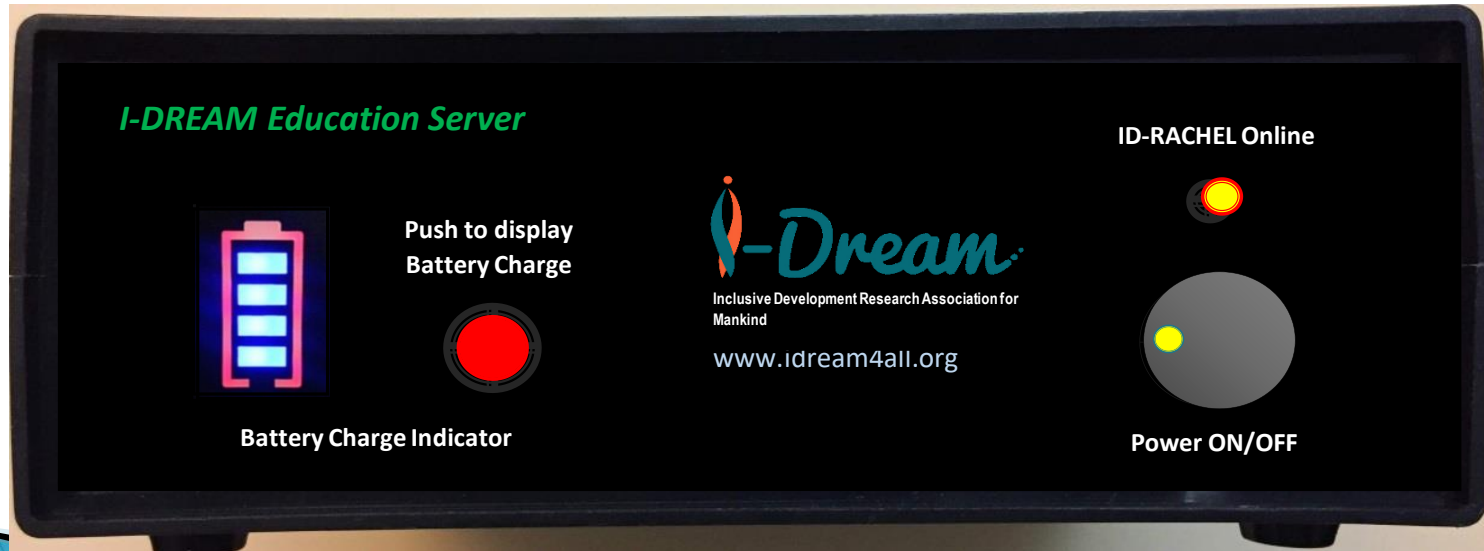 I-DREAM Education Server
ID-RACHEL Online
Push to display
Battery Charge
I-Dream
Inclusive Development Research Association for
Mankind
www.idream4all.org
Battery Charge Indicator
Power ON/OFF